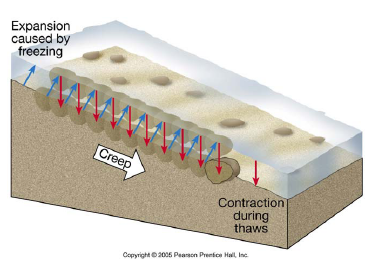 Expansion
caused by
freezing
Creep
Contraction
during
thaws
Copyright © 2005 Pearson Prentice Hall, Inc.